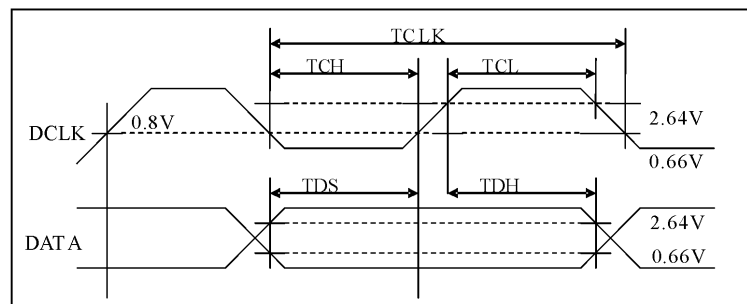 TCLK
TCH TCL
0.8V
2.64V
DCLK
0.66V
TDS TDH
2.64V
DATA
0.66V